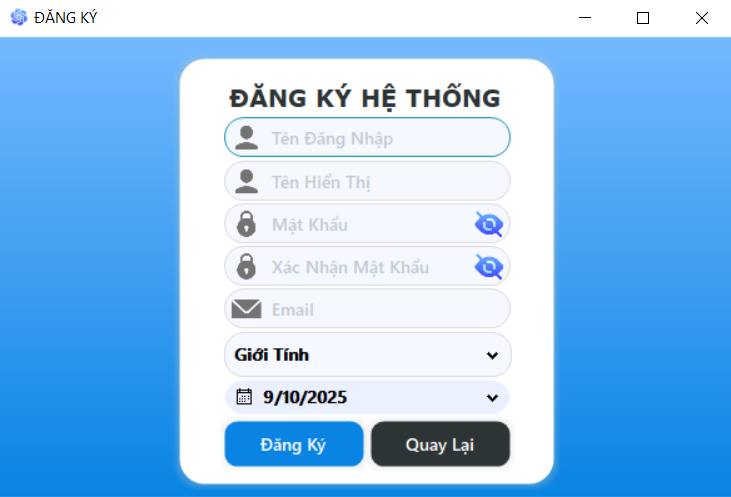 ĐĂNG KÝ
ĐĂNG KÝ HỆ THỐNG
Tên Đăng Nhập
Tên Hiển Thị
Mật Khẩu
Xác Nhận Mật Khẩu
Email
Giới Tính
9/10/2025
Đăng Ký
Quay Lại